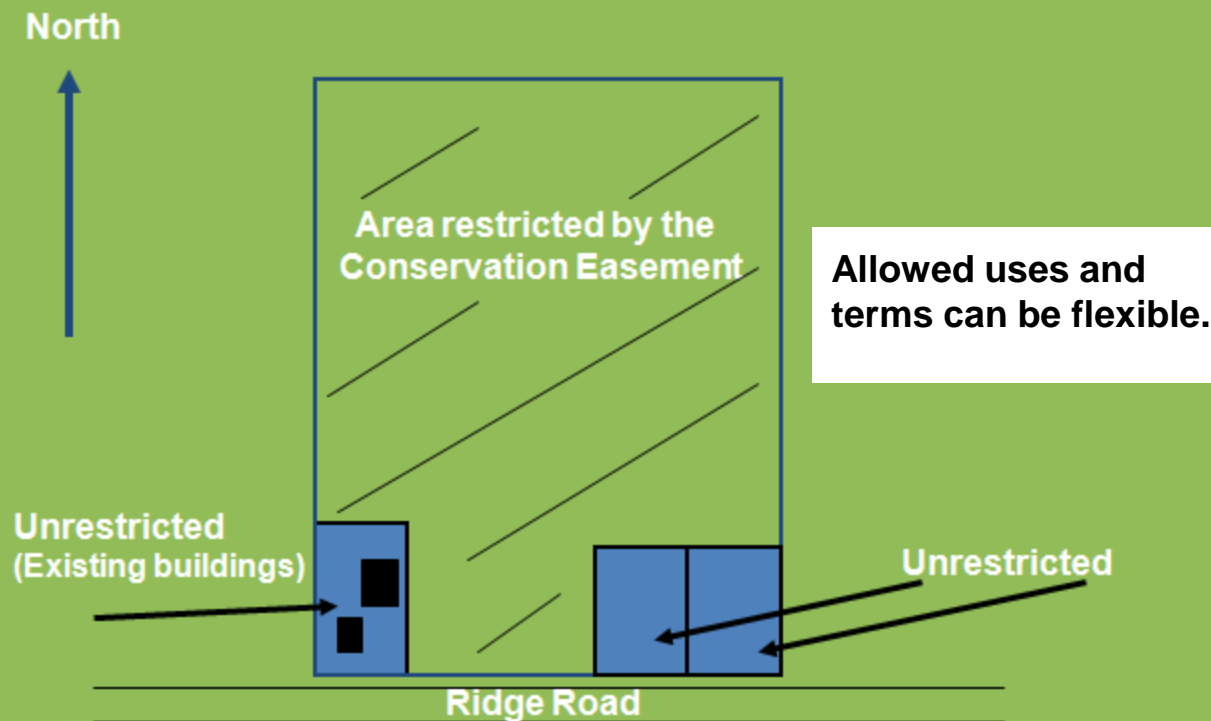 North
Area restricted by the
Conservation Easement
Allowed uses and
terms can be flexible.
Unrestricted
(Existing buildings)
Unrestricted
Ridge Road